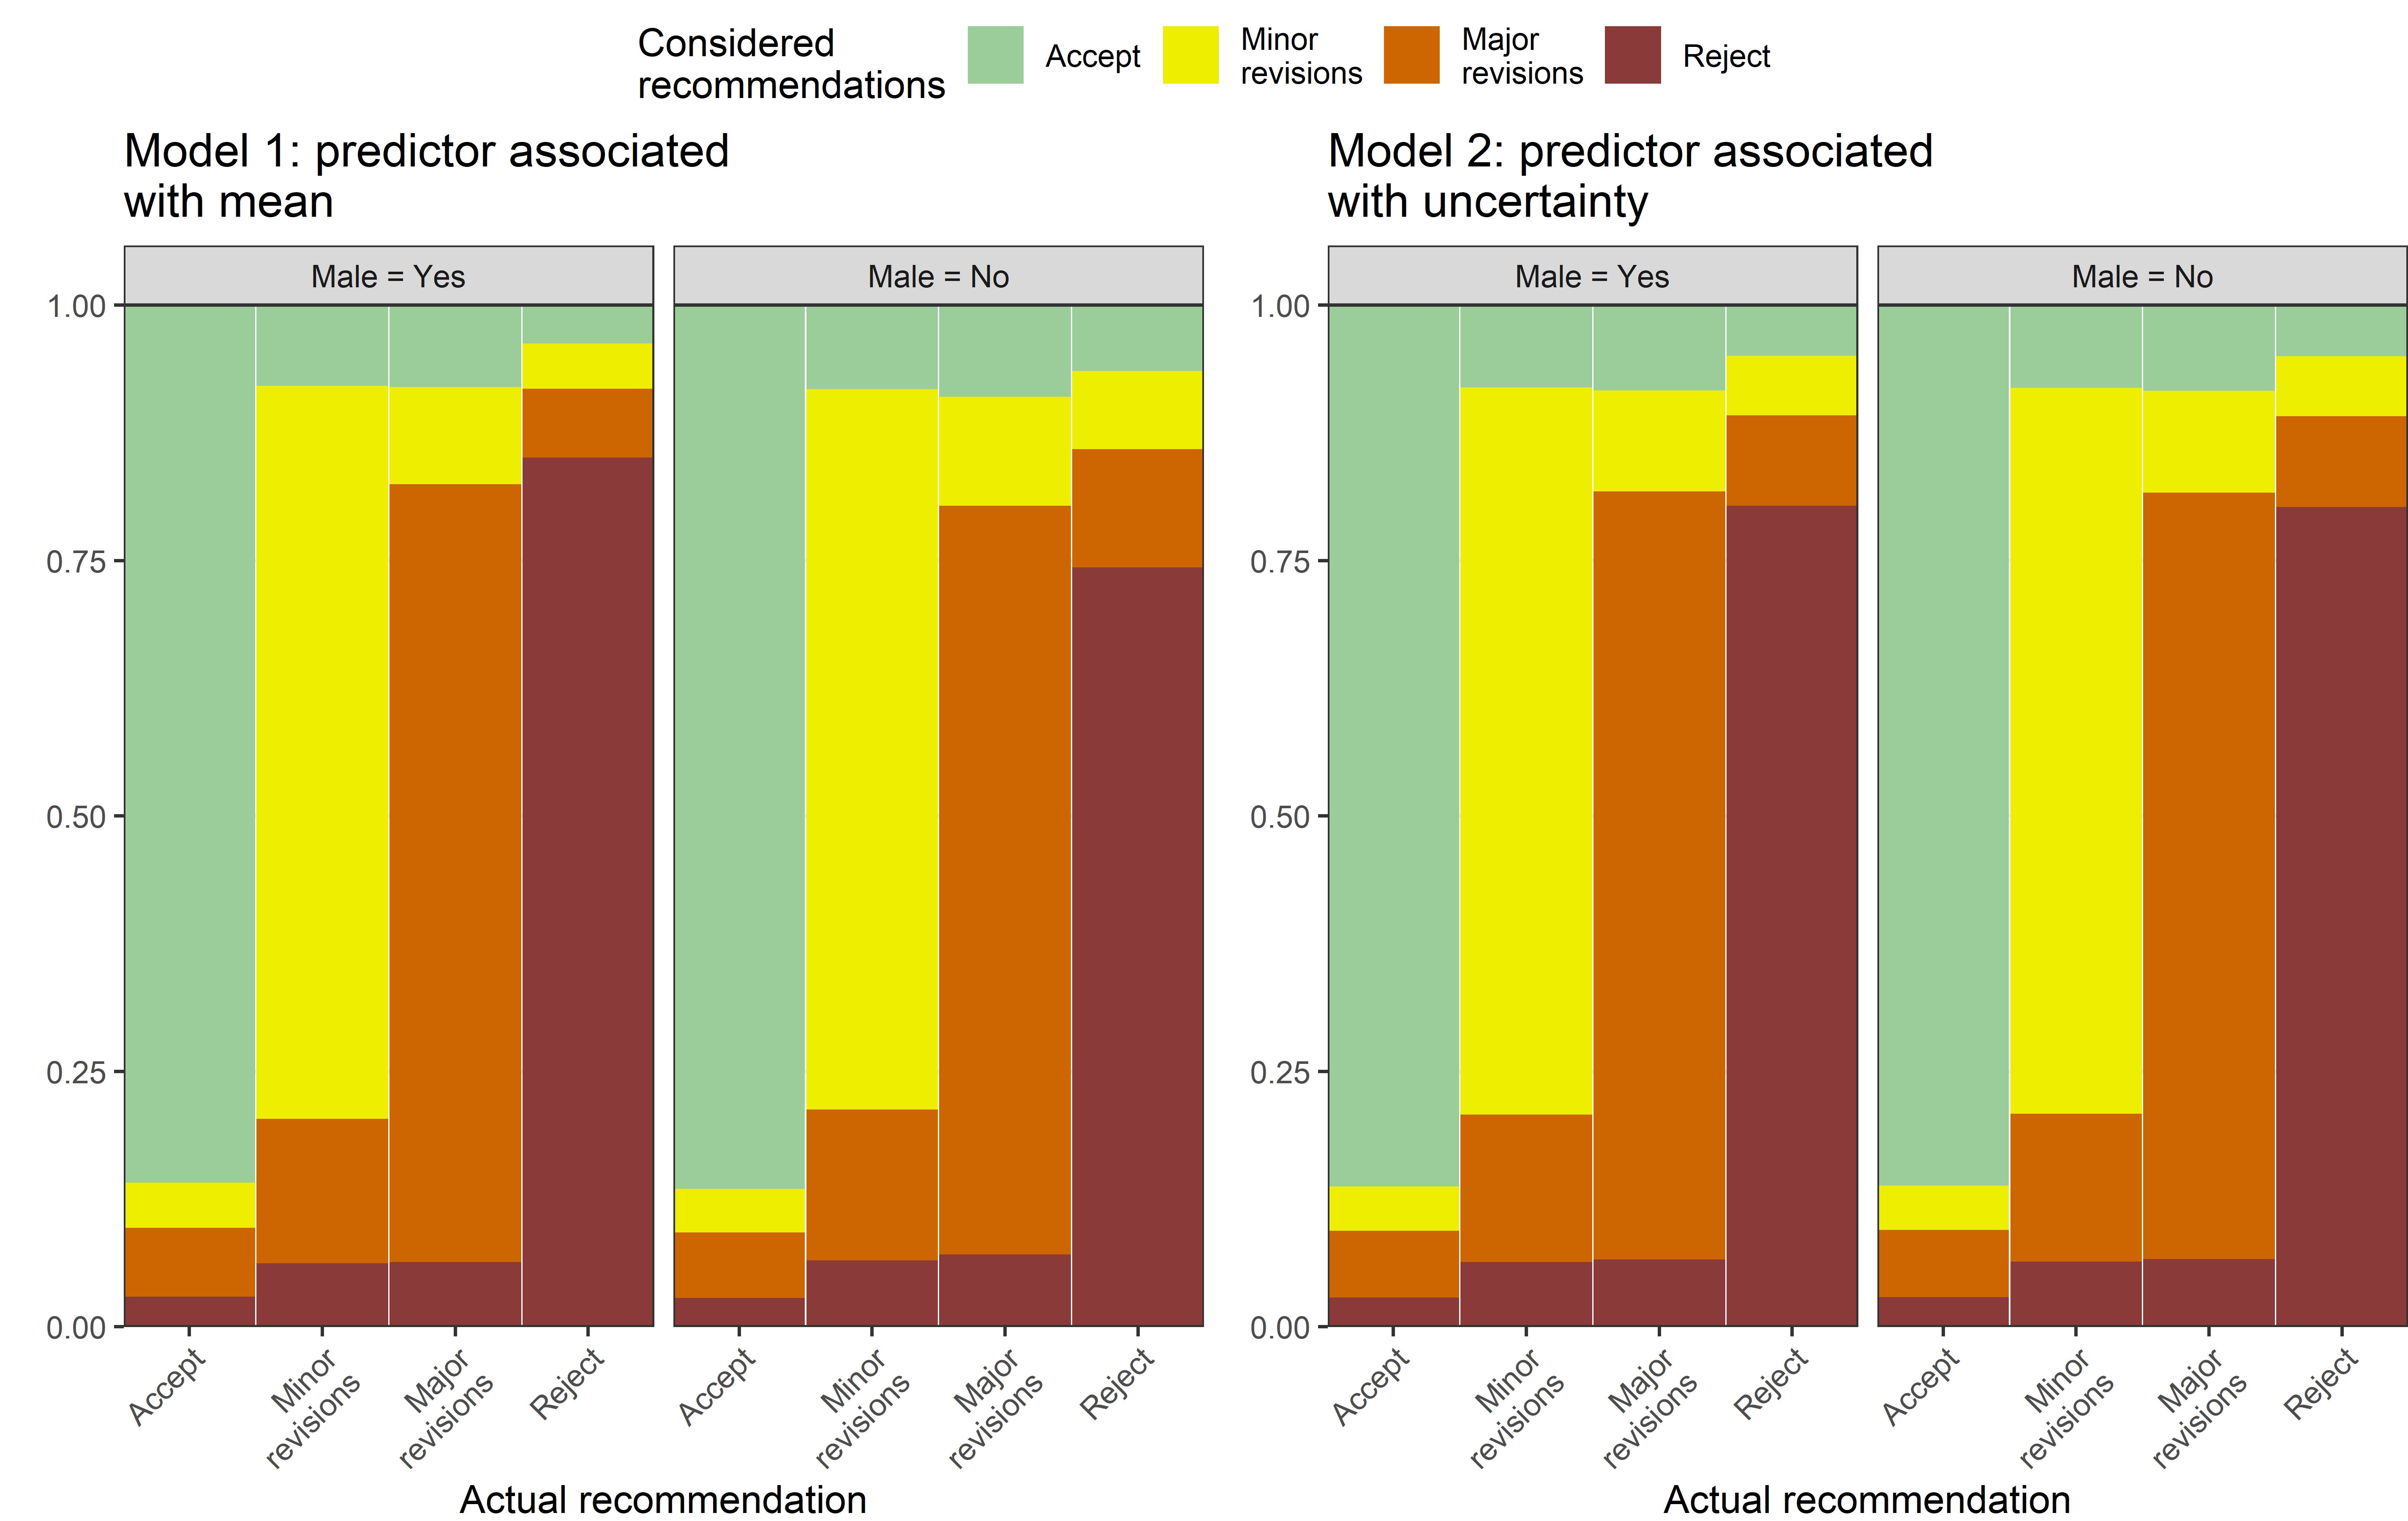 Considered
recommendations
Accept
Minor
revisions
Major
revisions
Reject
Model 1: predictor associated
with mean
Model 2: predictor associated
with uncertainty
Male = Yes
Male = No
Male = Yes
Male = No
1.00
0.75
0.50
0.25
0.00
1.00
0.75
0.50
0.25
0.00
Accept
Minor
revisions
Major
revisions
Reject
Accept
Minor
revisions
Major
revisions
Reject
Accept
Minor
revisions
Major
revisions
Reject
Accept
Minor
revisions
Major
revisions
Reject
Actual recommendation
Actual recommendation